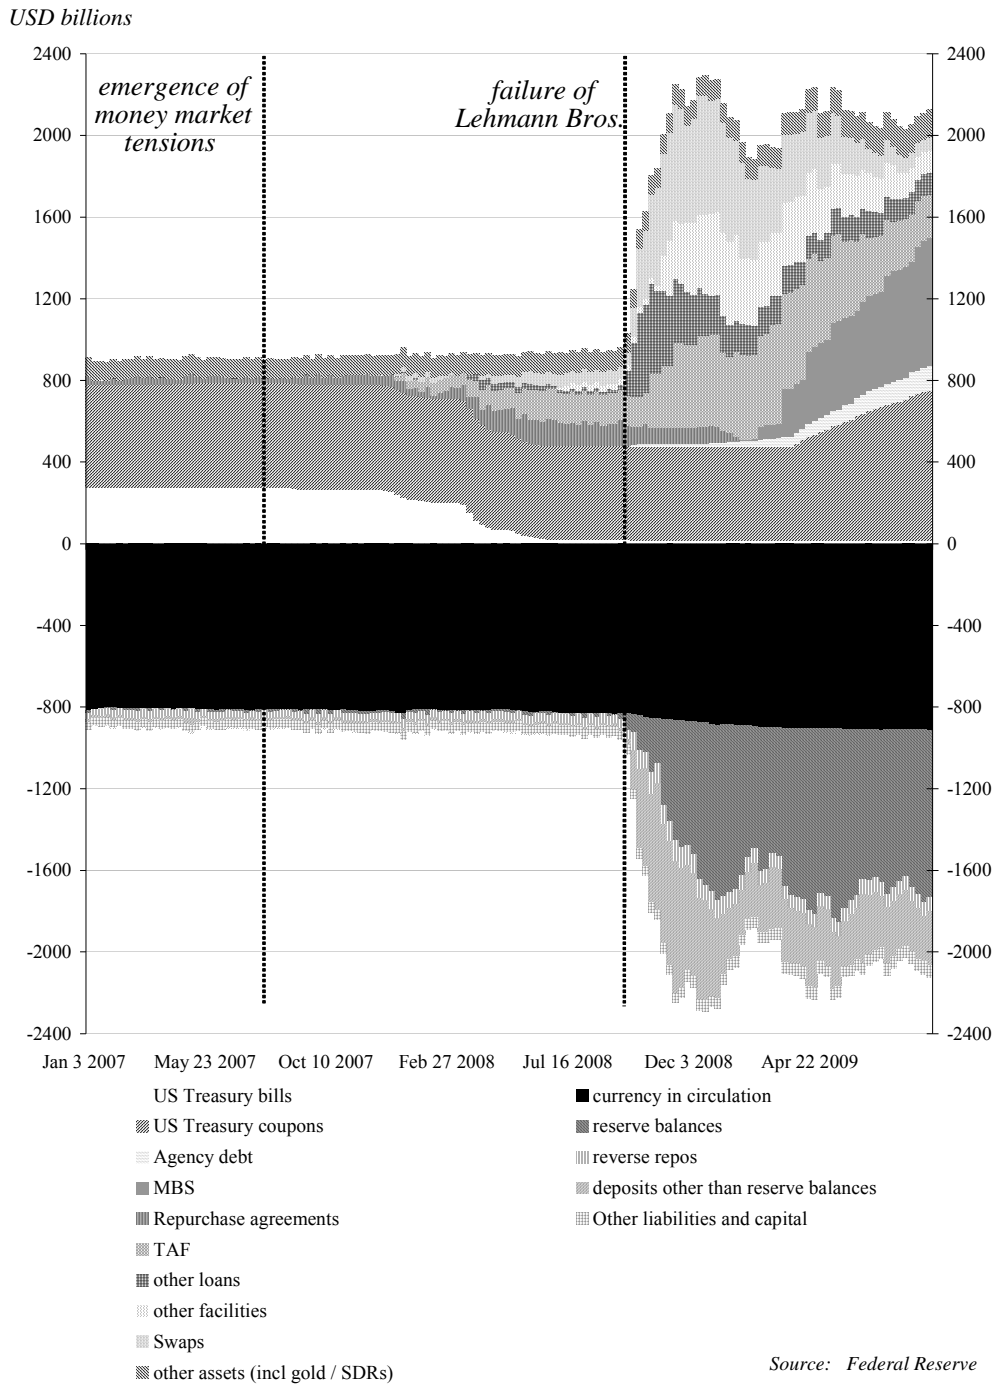 USD billions
2400 2400
emergence of
money market
tensions
failure of
Lehmann Bros.
2000 2000
1600 1600
1200 1200
800 800
400 400
0 0
-400 -400
-800 -800
-1200 -1200
-1600 -1600
-2000 -2000
-2400 -2400
Jan 3 2007 May 23 2007 Oct 10 2007 Feb 27 2008 Jul 16 2008 Dec 3 2008 Apr 22 2009
US Treasury bills
US Treasury coupons
Agency debt
MBS
Repurchase agreements
TAF
other loans
other facilities
Swaps
other assets (incl gold / SDRs)
currency in circulation
reserve balances
reverse repos
deposits other than reserve balances
Other liabilities and capital
Source: Federal Reserve